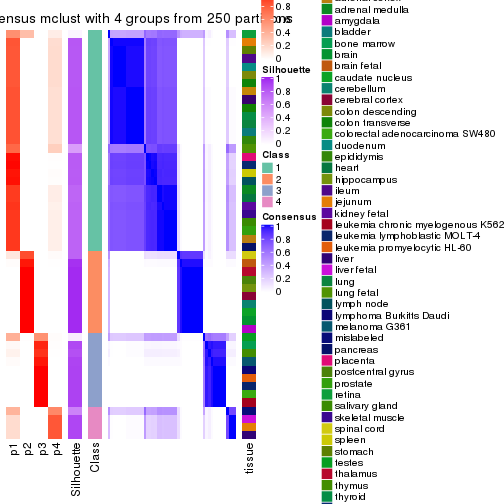 ensus mclust with 4 groups from 250 part
p1
p2
p3
p4
Silhouette
Class
tissue
0.8
0.6
0.4
0.2
0
Silhouette
1
0.8
0.6
0.4
0.2
0
Class
1
2
3
4
Consensus
1
0.8
0.6
0.4
0.2
0
adrenal medulla
amygdala
bladder
bone marrow
brain
brain fetal
caudate nucleus
cerebellum
cerebral cortex
colon descending
colon transverse
colorectal adenocarcinoma SW480
duodenum
epididymis
heart
hippocampus
ileum
jejunum
kidney fetal
leukemia chronic myelogenous K562
leukemia lymphoblastic MOLT-4
leukemia promyelocytic HL-60
liver
liver fetal
lung
lung fetal
lymph node
lymphoma Burkitts Daudi
melanoma G361
mislabeled
pancreas
placenta
postcentral gyrus
prostate
retina
salivary gland
skeletal muscle
spinal cord
spleen
stomach
testes
thalamus
thymus
thyroid